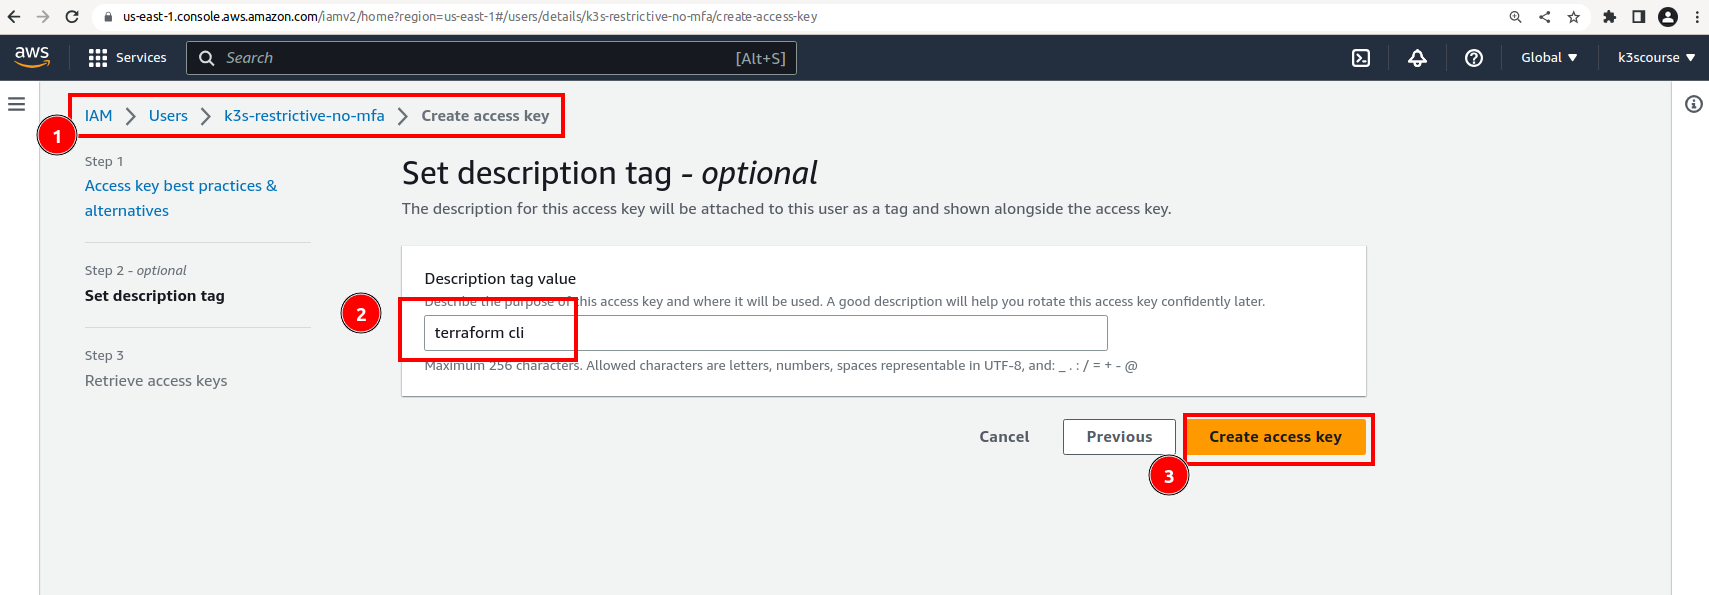 us-east-1.console.aws.amazon.com/iamv2/home?region=us-east-1#/users/details/k3s-restrictive-no-mfa/create-access-key
aws Services Search [Alt+S] Global k3scourse
IAM Users k3s-restrictive-no-mfa Create access key
1
Step 1
Access key best practices &
alternatives
Step 2 - optional
Set description tag
Step 3
Retrieve access keys
Set description tag - optional
The description for this access key will be attached to this user as a tag and shown alongside the access key.
Description tag value
Describe the purpose of this access key and where it will be used. A good description will help you rotate this access key confidently later.
2
terraform cli
Maximum 256 characters. Allowed characters are letters, numbers, spaces representable in UTF-8, and: _ . : / = + - @
Cancel Previous Create access key
3